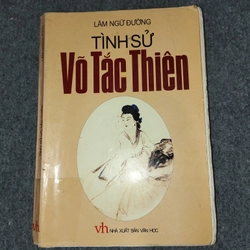 LÂM NGỮ ĐƯỜNG
TÌNH SỬ
Võ Tắc Thiên
vh NHÀ XUẤT BẢN VĂN HỌC